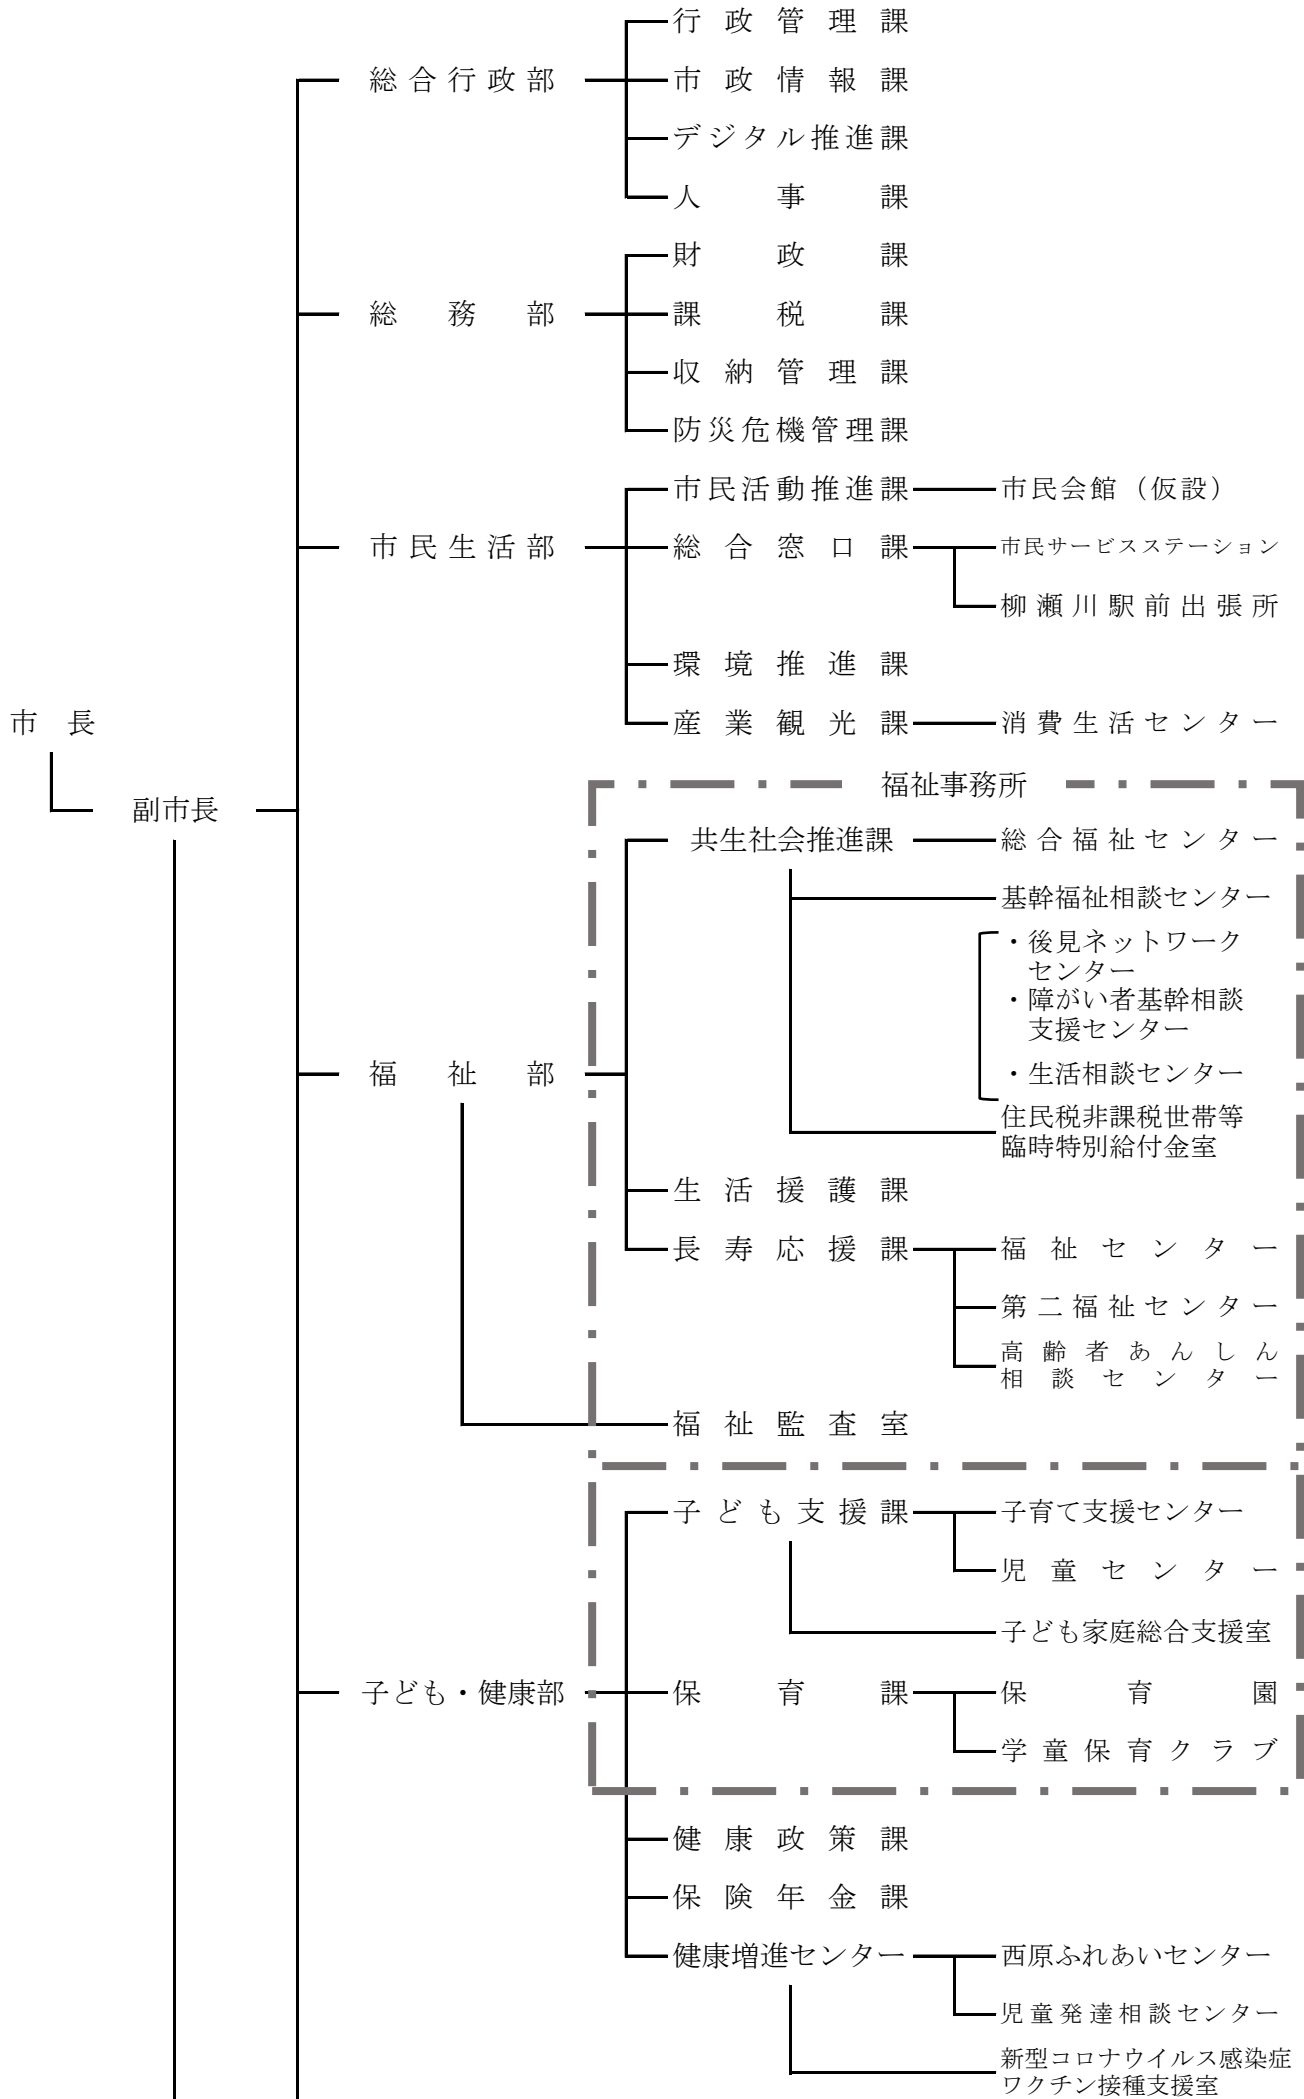 行政管理課
総合行政部
市政情報課
デジタル推進課
人事課
財政課
総務部
課税課
収納管理課
防災危機管理課
市民活動推進課
市民会館（仮設）
市民生活部
総合窓口課
市民サービスステーション
柳瀬川駅前出張所
環境推進課
市長
産業観光課
消費生活センター
福祉事務所
副市長
共生社会推進課
総合福祉センター
基幹福祉相談センター
・後見ネットワーク
センター
・障がい者基幹相談
支援センター
福祉部
・生活相談センター
住民税非課税世帯等
臨時特別給付金室
生活援護課
長寿応援課
福祉センター
第二福祉センター
高齢者あんしん
相談センター
福祉監査室
子ども支援課
子育て支援センター
児童センター
子ども家庭総合支援室
子ども・健康部
保育課
保育園
学童保育クラブ
健康政策課
保険年金課
健康増進センター
西原ふれあいセンター
児童発達相談センター
新型コロナウイルス感染症
ワクチン接種支援室